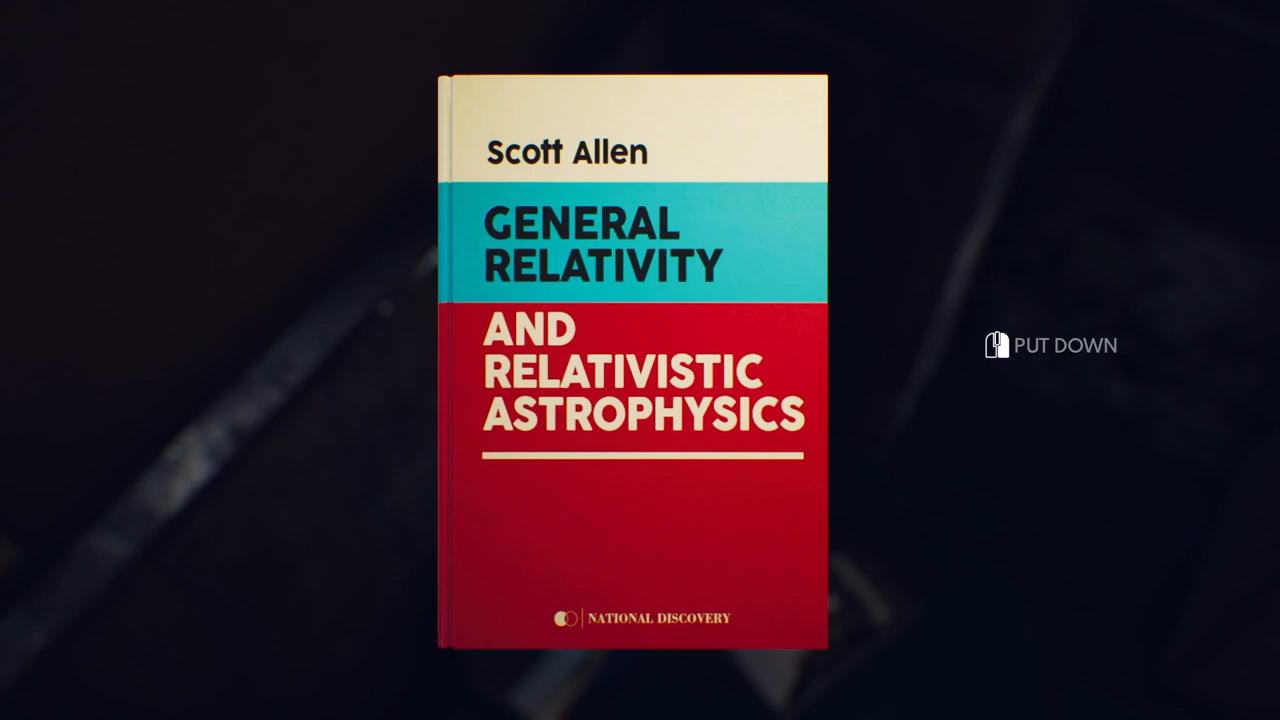 Scott Allen
GENERAL
RELATIVITY
AND
RELATIVISTIC
ASTROPHYSICS
NATIONAL DISCOVERY
PUT DOWN